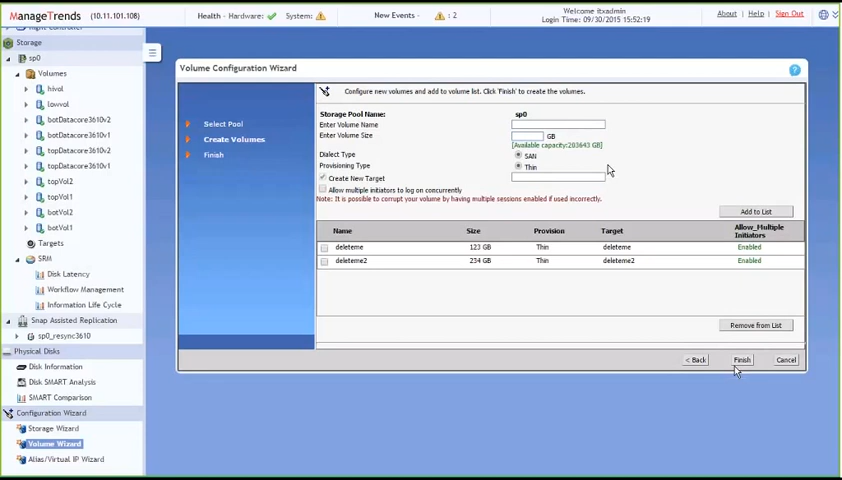 ManageTrends (10.11.101.108) Health - Hardware: System: New Events - : 2 Welcome itxadmin About | Help | Sign Out
Login Time: 09/30/2015 15:52:19
Storage
sp0
Volumes
hivol
lowvol
botDatacore3610v2
botDatacore3610v1
topDatacore3610v2
topDatacore3610v1
topVol2
topVol1
botVol2
botVol1
Targets
SRM
Disk Latency
Workflow Management
Information Life Cycle
Snap Assisted Replication
sp0_resync3610
Physical Disks
Disk Information
Disk SMART Analysis
SMART Comparison
Configuration Wizard
Storage Wizard
Volume Wizard
Alias/Virtual IP Wizard
Volume Configuration Wizard ?
Select Pool
Create Volumes
Finish
Configure new volumes and add to volume list. Click 'Finish' to create the volumes.
Storage Pool Name: sp0
Enter Volume Name
Enter Volume Size GB
[Available capacity:203643 GB]
Dialect Type SAN
Provisioning Type Thin
Create New Target
Allow multiple initiators to log on concurrently
Note: It is possible to corrupt your volume by having multiple sessions enabled if used incorrectly.
Add to List
Name Size Provision Target Allow_Multiple Initiators
deleteme 123 GB Thin deleteme Enabled
deleteme2 234 GB Thin deleteme2 Enabled
Remove from List
< Back Finish Cancel